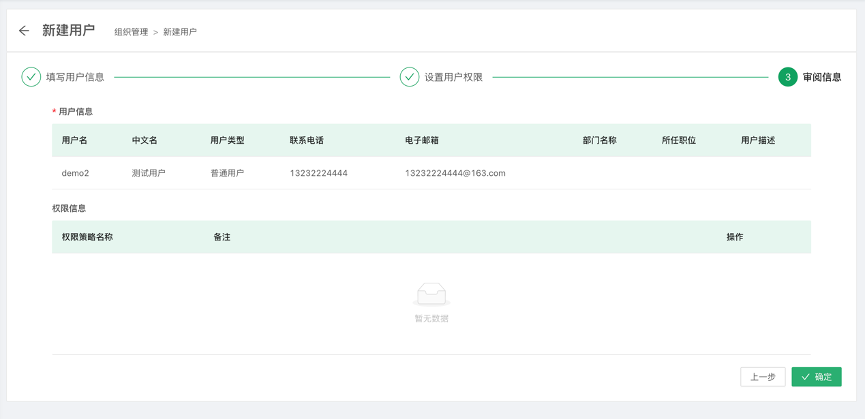 新建用户 组织管理 > 新建用户
填写用户信息 设置用户权限 3 审阅信息
* 用户信息
用户名 中文名 用户类型 联系电话 电子邮箱 部门名称 所任职位 用户描述
demo2 测试用户 普通用户 13232224444 13232224444@163.com
权限信息
权限策略名称 备注 操作
暂无数据
上一步 确定